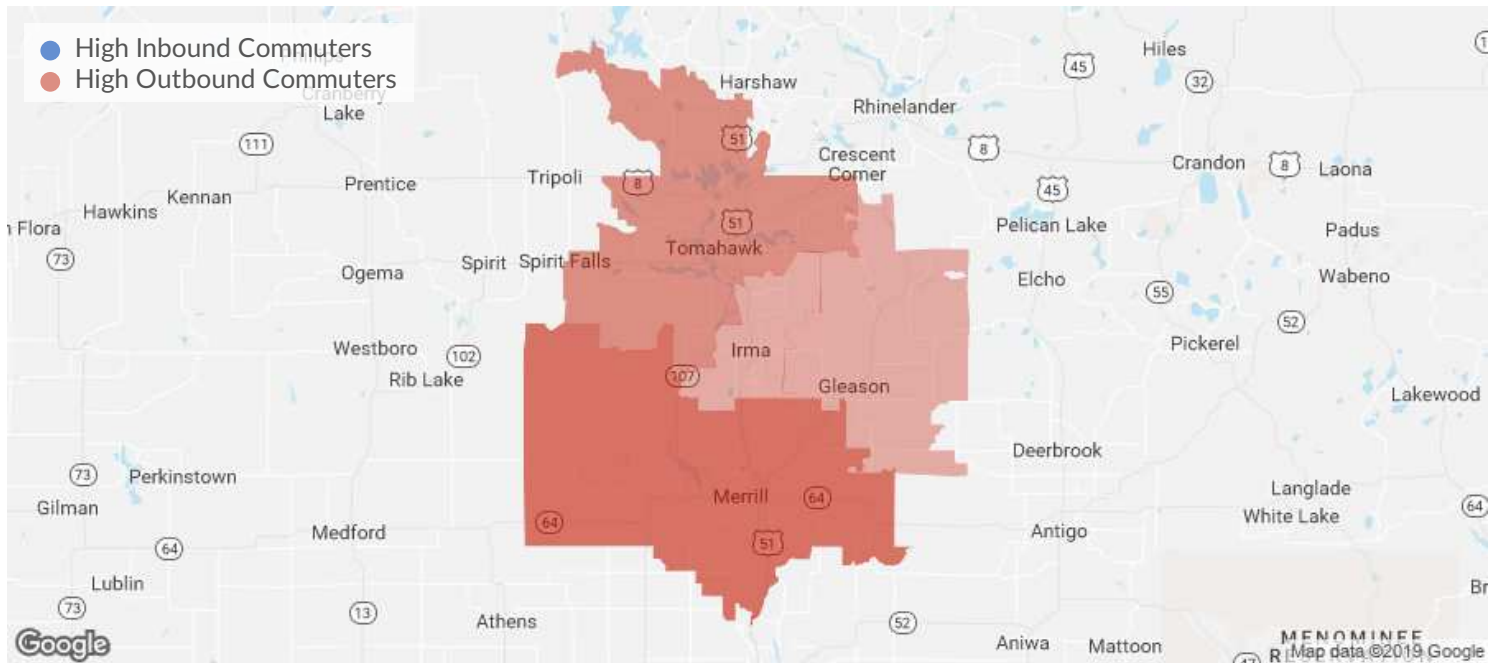 High Inbound Commuters
High Outbound Commuters
Phillips
Cranberry
Lake
Harshaw
Hiles
45
32
Rhinelander
111
51
8
Crescent
Corner
Crandon
8
Laona
Kennan
Prentice
Tripoli
8
45
Hawkins
51
Pelican Lake
Padus
n Flora
73
Tomahawk
Ogema
Spirit
Spirit Falls
Elcho
55
Wabeno
52
Westboro
102
Irma
Pickerel
Rib Lake
107
Gleason
Lakewood
Deerbrook
73
Perkinstown
Merrill
64
Langlade
Gilman
64
White Lake
64
Medford
Antigo
64
51
Lublin
Br
73
13
Athens
52
Aniwa
Mattoon
MENOMINEE
Google
47
Map data ©2019 Google